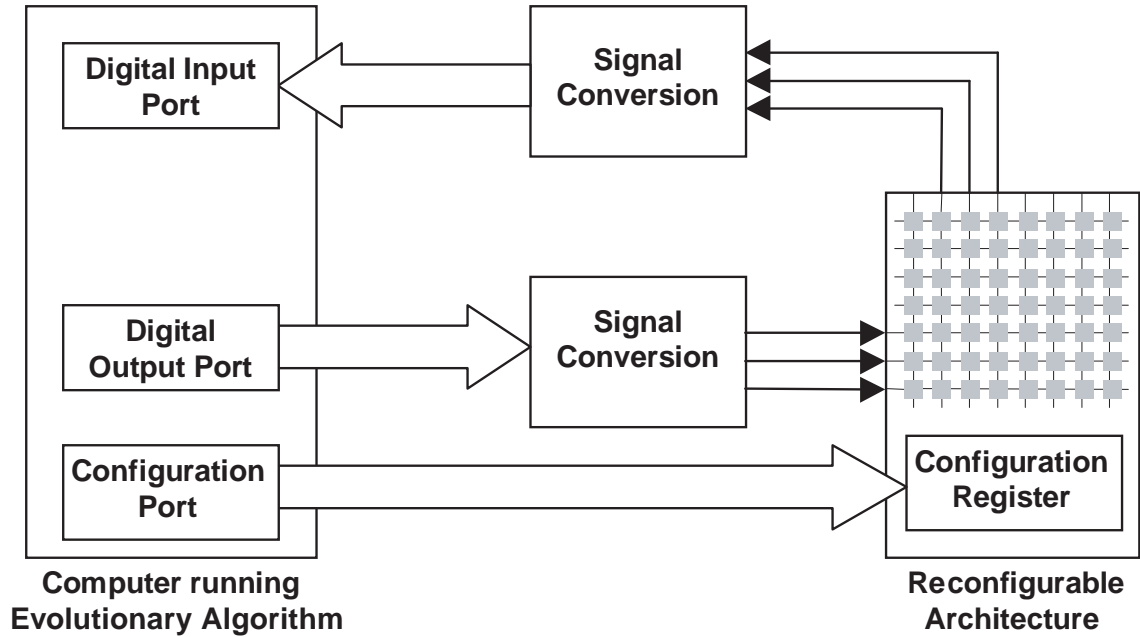 Digital Input
Port
Signal
Conversion
Digital
Output Port
Signal
Conversion
Configuration
Port
Configuration
Register
Computer running
Evolutionary Algorithm
Reconfigurable
Architecture